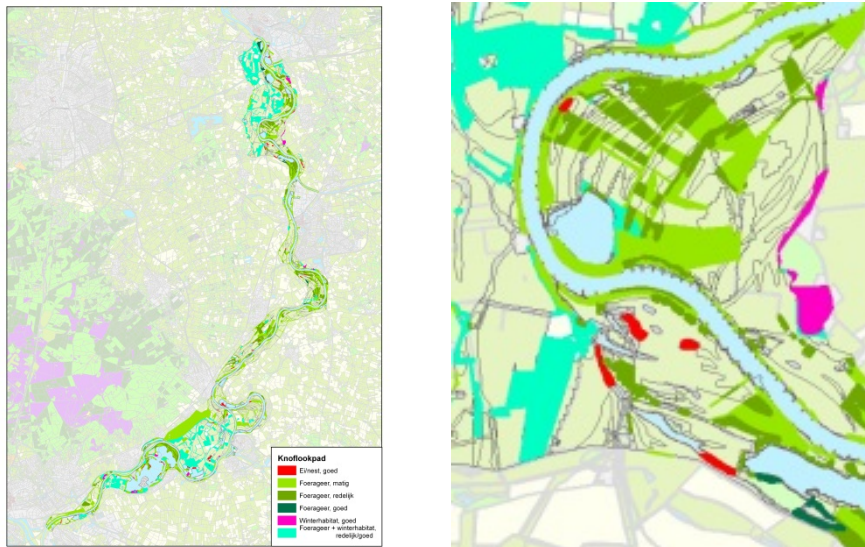 Knoflookpad
Ei/nest, goed
Foerageer, matig
Foerageer, redelijk
Foerageer, goed
Winterhabitat, goed
Foerageer + winterhabitat,
redelijk/goed